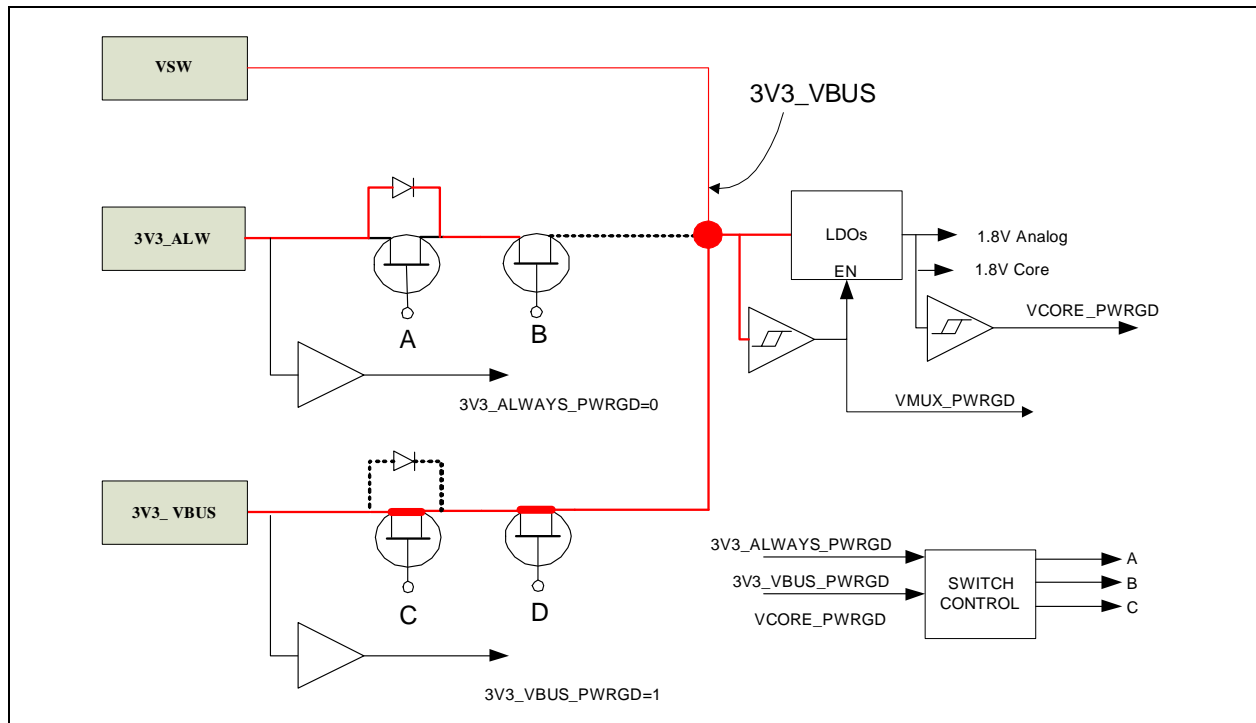 VSW
3V3_VBUS
3V3_ALW
LDOs
EN
1.8V Analog
1.8V Core
A
B
VCORE_PWRGD
3V3_ALWAYS_PWRGD=0
VMUX_PWRGD
3V3_ VBUS
C
D
3V3_VBUS_PWRGD=1
3V3_ALWAYS_PWRGD
3V3_VBUS_PWRGD
VCORE_PWRGD
SWITCH
CONTROL
A
B
C